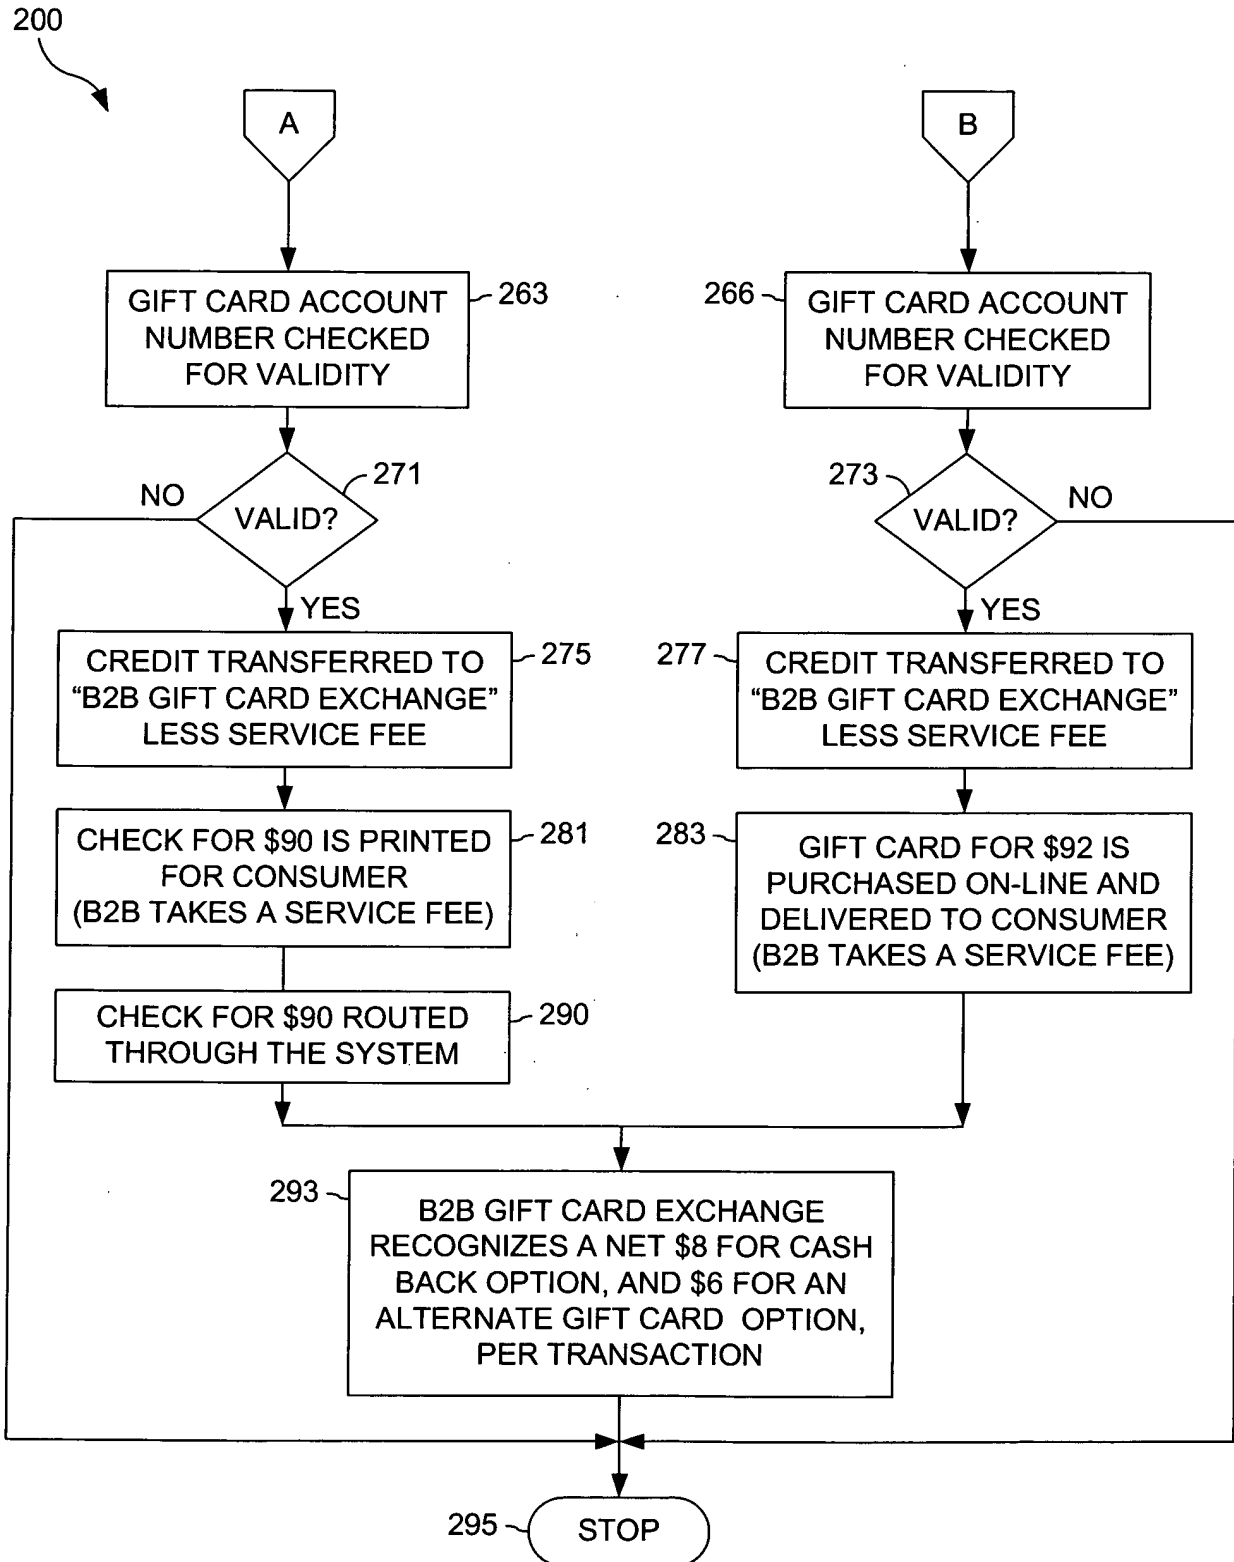 200
A
B
GIFT CARD ACCOUNT
NUMBER CHECKED
FOR VALIDITY
263
266
GIFT CARD ACCOUNT
NUMBER CHECKED
FOR VALIDITY
271
NO
VALID?
YES
273
NO
VALID?
YES
CREDIT TRANSFERRED TO
“B2B GIFT CARD EXCHANGE”
LESS SERVICE FEE
275
277
CREDIT TRANSFERRED TO
“B2B GIFT CARD EXCHANGE”
LESS SERVICE FEE
CHECK FOR $90 IS PRINTED
FOR CONSUMER
(B2B TAKES A SERVICE FEE)
281
283
GIFT CARD FOR $92 IS
PURCHASED ON-LINE AND
DELIVERED TO CONSUMER
(B2B TAKES A SERVICE FEE)
CHECK FOR $90 ROUTED
THROUGH THE SYSTEM
290
293
B2B GIFT CARD EXCHANGE
RECOGNIZES A NET $8 FOR CASH
BACK OPTION, AND $6 FOR AN
ALTERNATE GIFT CARD OPTION,
PER TRANSACTION
295
STOP